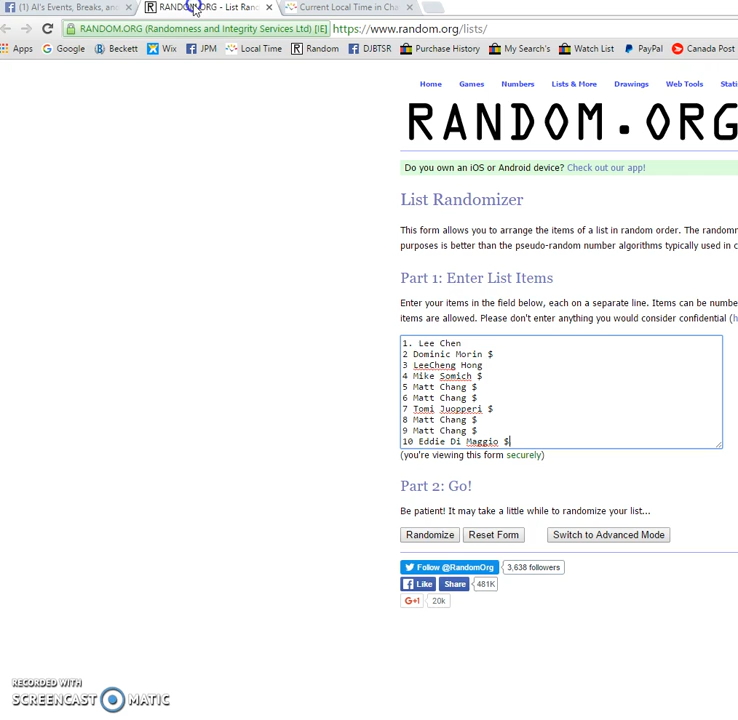 (1) AI's Events, Breaks, and
RANDOM.ORG - List Rand
Current Local Time in Chi
RANDOM.ORG (Randomness and Integrity Services Ltd) [IE] https://www.random.org/lists/
Apps Google Beckett Wix JPM Local Time Random DJBTSR Purchase History My Search's Watch List PayPal Canada Post
Home Games Numbers Lists & More Drawings Web Tools Stati
RANDOM.ORG
Do you own an iOS or Android device? Check out our app!
List Randomizer
This form allows you to arrange the items of a list in random order. The randomn
purposes is better than the pseudo-random number algorithms typically used in c
Part 1: Enter List Items
Enter your items in the field below, each on a separate line. Items can be numbe
items are allowed. Please don't enter anything you would consider confidential (h
1. Lee Chen
2 Dominic Morin $
3 LeeCheng Hong
4 Mike Somich $
5 Matt Chang $
6 Matt Chang $
7 Tomi Juopperi $
8 Matt Chang $
9 Matt Chang $
10 Eddie Di Maggio $
(you're viewing this form securely)
Part 2: Go!
Be patient! It may take a little while to randomize your list...
Randomize Reset Form Switch to Advanced Mode
Follow @RandomOrg 3,638 followers
Like Share 481K
G+1 20k
RECORDED WITH
SCREENCAST MATIC